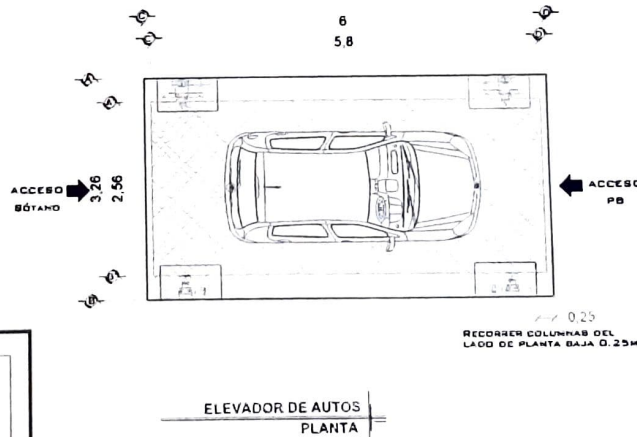 C
D
6
C
D
5,8
A
ACCESO
SÓTANO
3,26
2,56
ACCESO
PB
B
0,25
RECORRER COLUMNAS DEL
LADO DE PLANTA BAJA 0.25M
ELEVADOR DE AUTOS
PLANTA